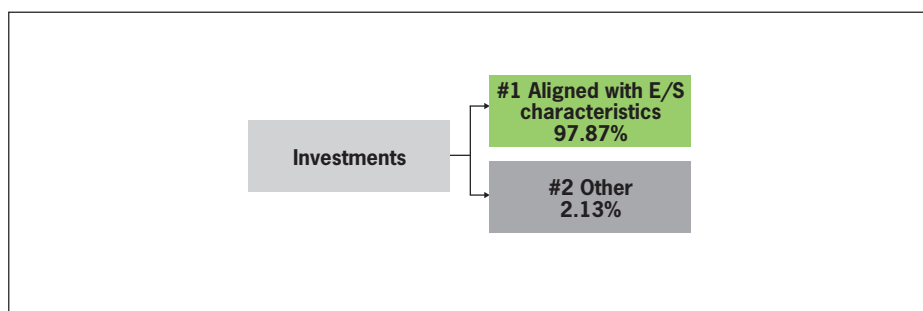 #1 Aligned with E/S
characteristics
97.87%
Investments
#2 Other
2.13%